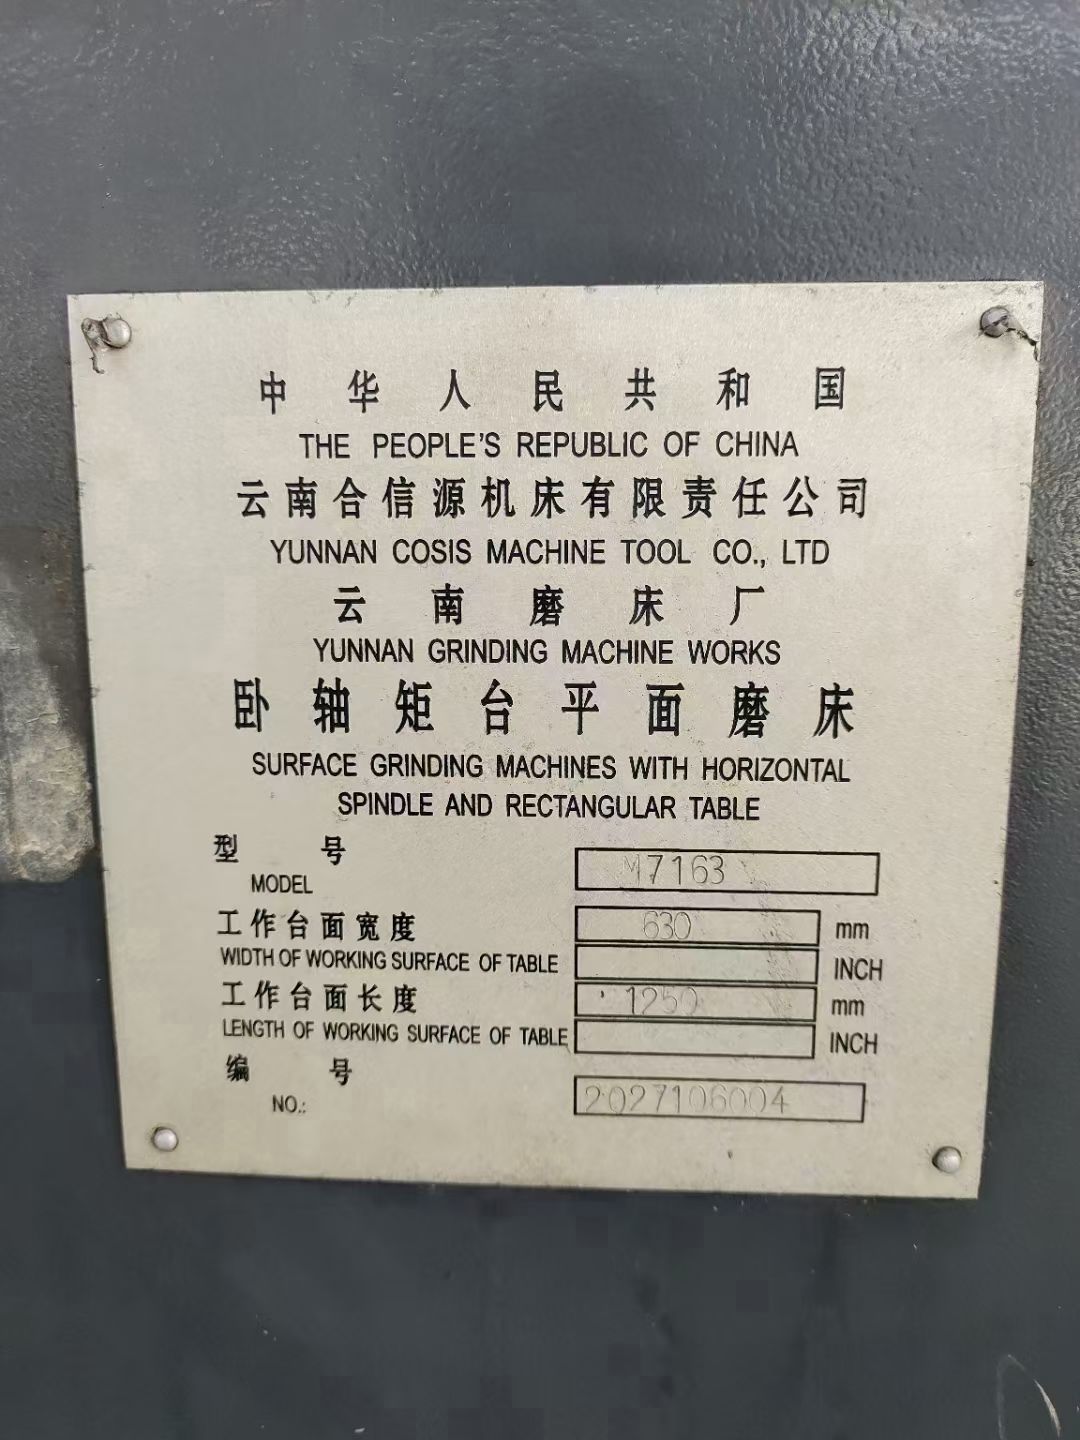 中华人民共和国
THE PEOPLE'S REPUBLIC OF CHINA
云南合信源机床有限责任公司
YUNNAN COSIS MACHINE TOOL CO., LTD
云南磨床厂
YUNNAN GRINDING MACHINE WORKS
卧轴矩台平面磨床
SURFACE GRINDING MACHINES WITH HORIZONTAL
SPINDLE AND RECTANGULAR TABLE
型号
MODEL M7163
工作台面宽度 630 mm
WIDTH OF WORKING SURFACE OF TABLE INCH
工作台面长度 1250 mm
LENGTH OF WORKING SURFACE OF TABLE INCH
编号
NO.: 2027106004